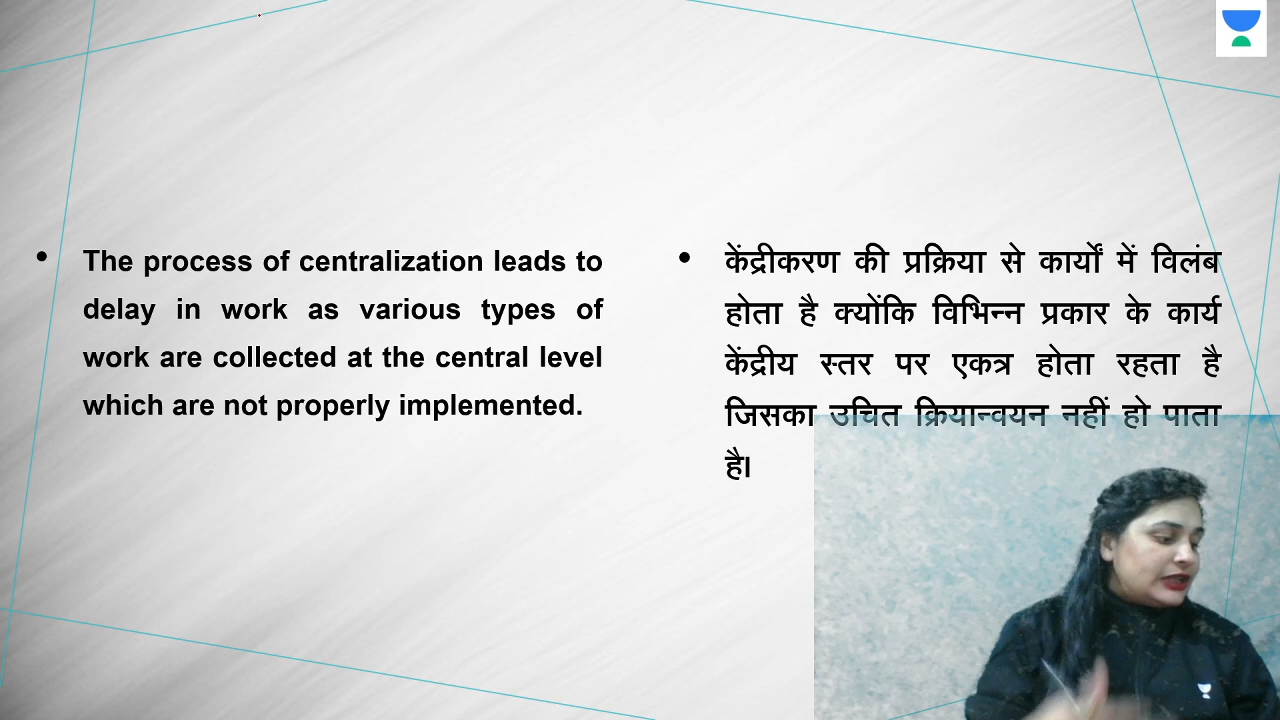 • The process of centralization leads to
delay in work as various types of
work are collected at the central level
which are not properly implemented.
• केंद्रीकरण की प्रक्रिया से कार्यों में विलंब
होता है क्योंकि विभिन्न प्रकार के कार्य
केंद्रीय स्तर पर एकत्र होता रहता है
जिसका उचित क्रियान्वयन नहीं हो पाता
है।